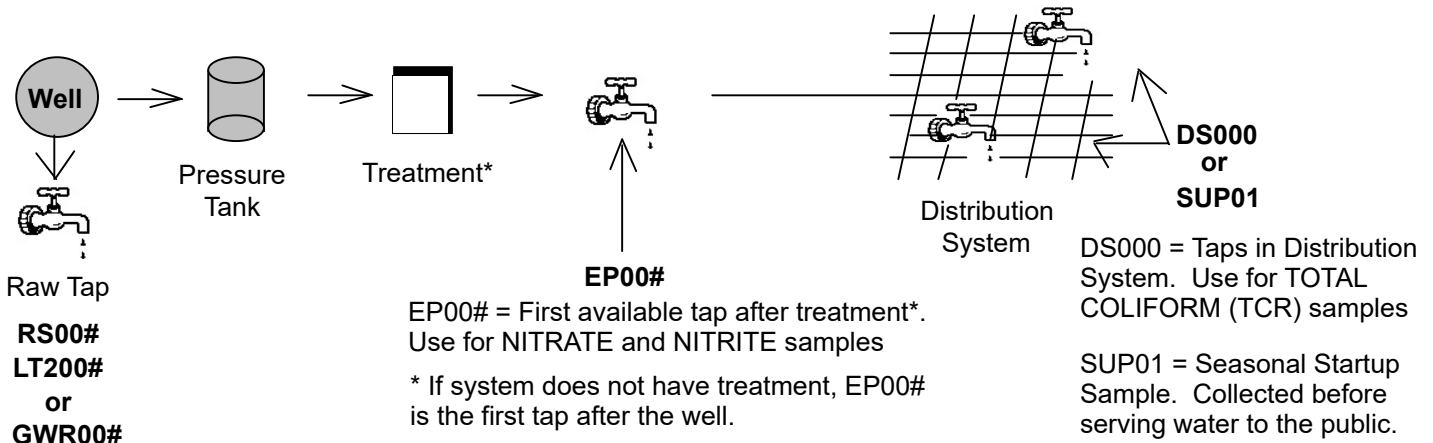 Well
Pressure
Tank
Treatment*
Raw Tap
RS00#
LT200#
or
GWR00#
EP00#
EP00# = First available tap after treatment*.
Use for NITRATE and NITRITE samples
* If system does not have treatment, EP00#
is the first tap after the well.
Distribution
System
DS000
or
SUP01
DS000 = Taps in Distribution
System. Use for TOTAL
COLIFORM (TCR) samples
SUP01 = Seasonal Startup
Sample. Collected before
serving water to the public.